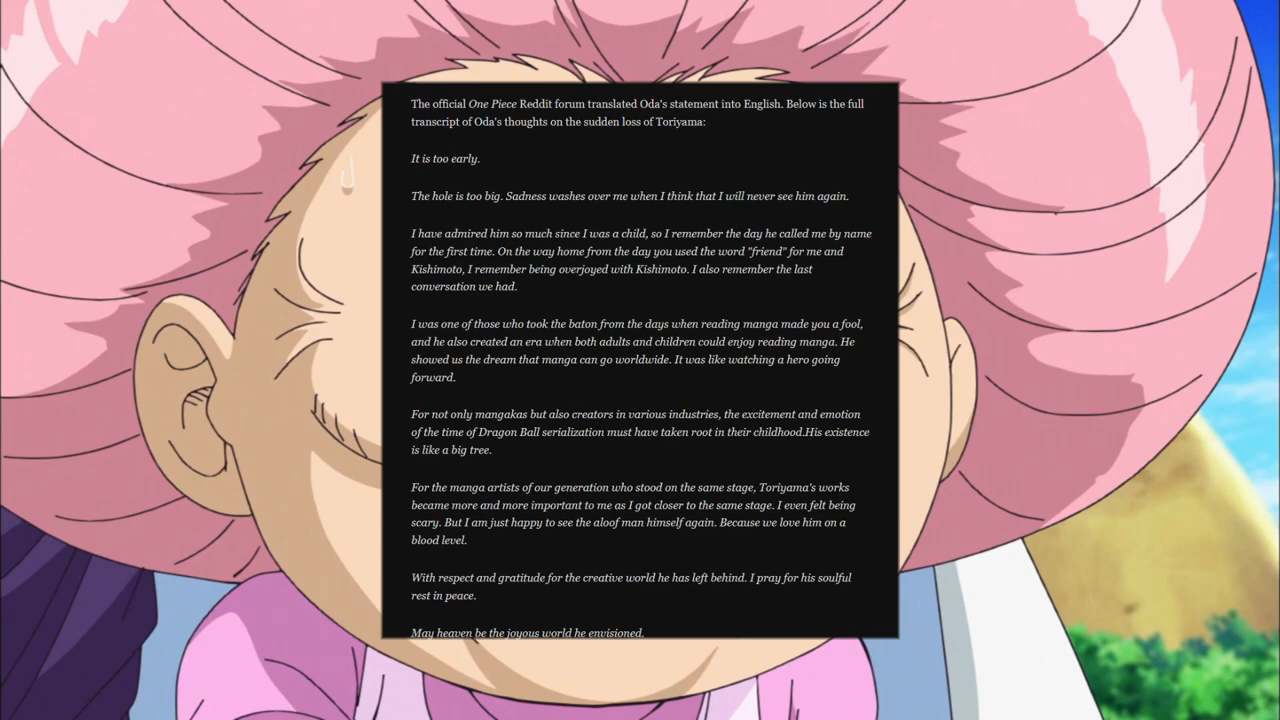 The official One Piece Reddit forum translated Oda's statement into English. Below is the full
transcript of Oda's thoughts on the sudden loss of Toriyama:
It is too early.
The hole is too big. Sadness washes over me when I think that I will never see him again.
I have admired him so much since I was a child, so I remember the day he called me by name
for the first time. On the way home from the day you used the word "friend" for me and
Kishimoto, I remember being overjoyed with Kishimoto. I also remember the last
conversation we had.
I was one of those who took the baton from the days when reading manga made you a fool,
and he also created an era when both adults and children could enjoy reading manga. He
showed us the dream that manga can go worldwide. It was like watching a hero going
forward.
For not only mangakas but also creators in various industries, the excitement and emotion
of the time of Dragon Ball serialization must have taken root in their childhood.His existence
is like a big tree.
For the manga artists of our generation who stood on the same stage, Toriyama's works
became more and more important to me as I got closer to the same stage. I even felt being
scary. But I am just happy to see the aloof man himself again. Because we love him on a
blood level.
With respect and gratitude for the creative world he has left behind. I pray for his soulful
rest in peace.
May heaven be the joyous world he envisioned.